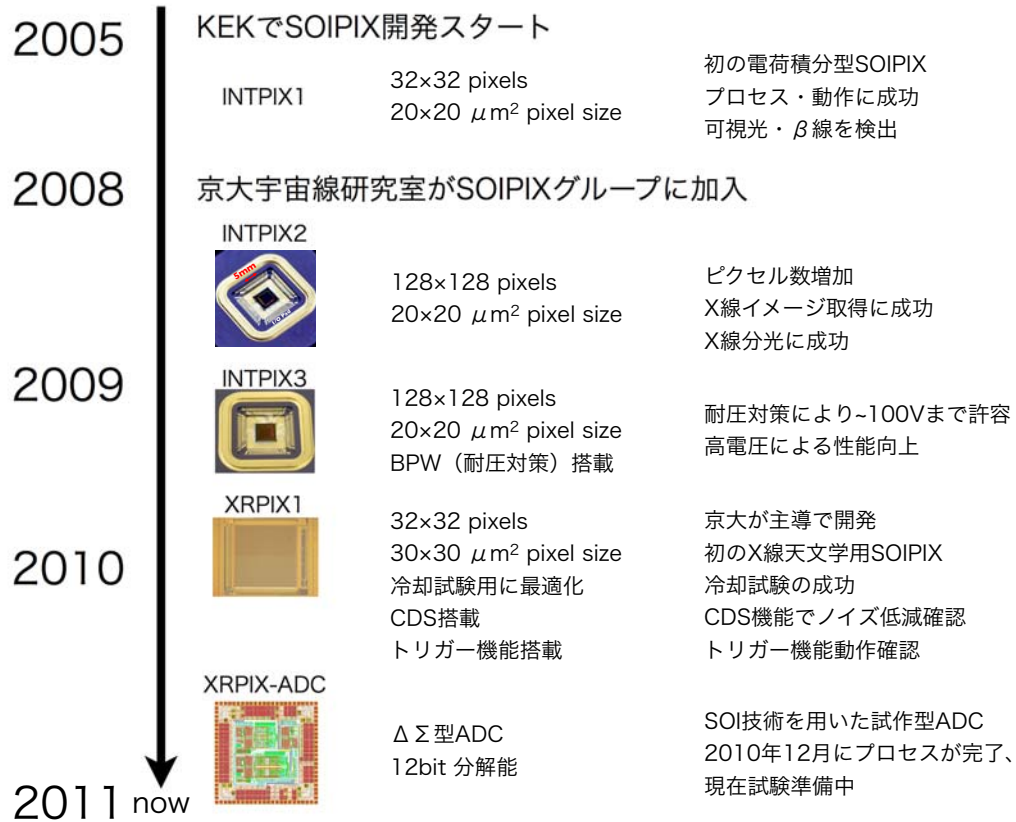 2005
KEKでSOIPIX開発スタート
INTPIX1
32×32 pixels
20×20 μm² pixel size
初の電荷積分型SOIPIX
プロセス・動作に成功
可視光・β線を検出
2008
京大宇宙線研究室がSOIPIXグループに加入
INTPIX2
5mm
I/O Pad
128×128 pixels
20×20 μm² pixel size
ピクセル数増加
X線イメージ取得に成功
X線分光に成功
2009
INTPIX3
128×128 pixels
20×20 μm² pixel size
BPW（耐圧対策）搭載
耐圧対策により~100Vまで許容
高電圧による性能向上
2010
XRPIX1
32×32 pixels
30×30 μm² pixel size
冷却試験用に最適化
CDS搭載
トリガー機能搭載
京大が主導で開発
初のX線天文学用SOIPIX
冷却試験の成功
CDS機能でノイズ低減確認
トリガー機能動作確認
XRPIX-ADC
ΔΣ型ADC
12bit 分解能
SOI技術を用いた試作型ADC
2010年12月にプロセスが完了、
現在試験準備中
2011 now